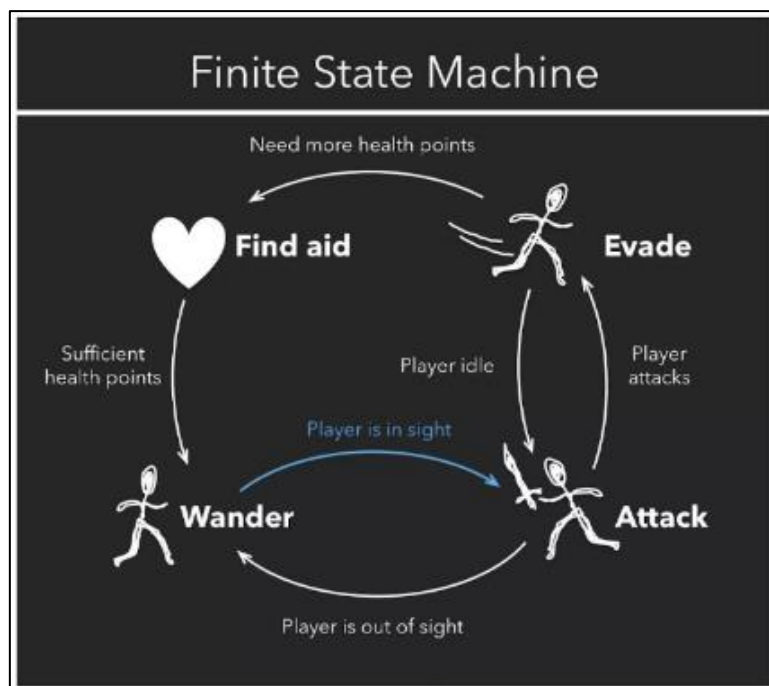 Finite State Machine
Need more health points
Find aid
Evade
Sufficient
health points
Player idle
Player
attacks
Player is in sight
Wander
Attack
Player is out of sight